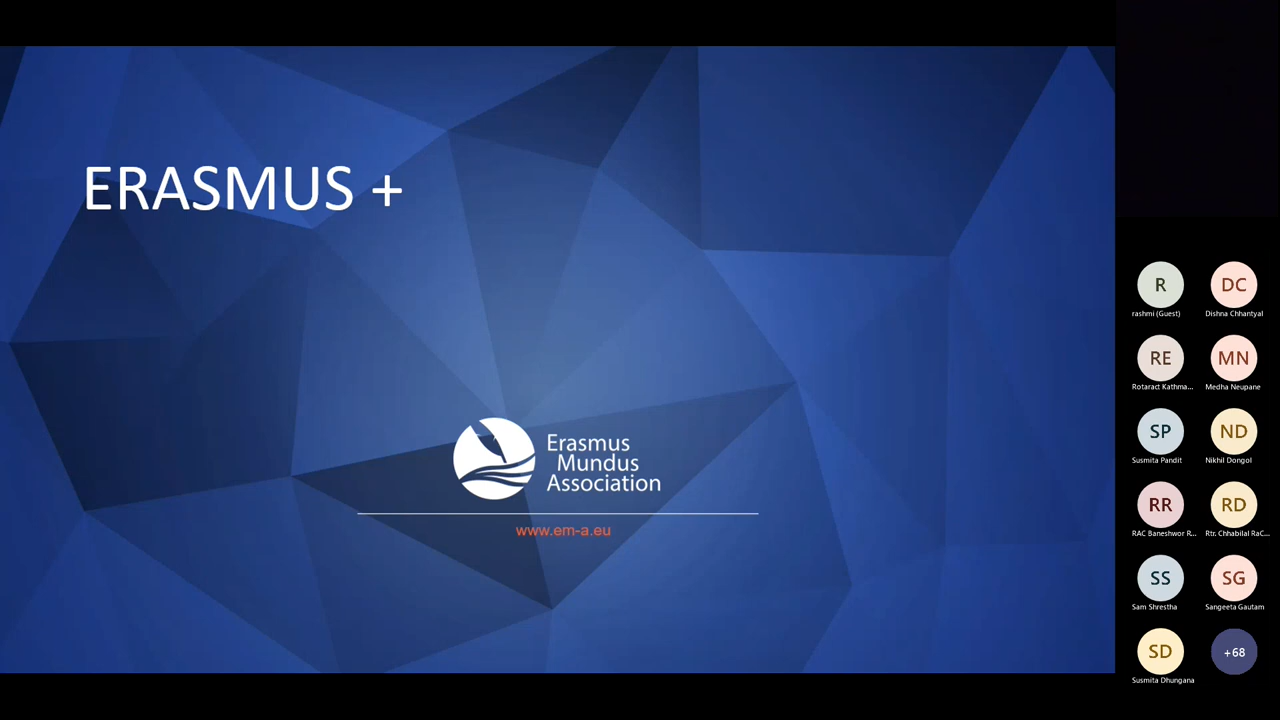 ERASMUS +
Erasmus
Mundus
Association
www.em-a.eu
R
rashmi (Guest)
DC
Dishna Chhantyal
RE
Rotaract Kathma...
MN
Medha Neupane
SP
Susmita Pandit
ND
Nikhil Dongol
RR
RAC Baneshwor R...
RD
Rtr. Chhabilal RaC...
SS
Sam Shrestha
SG
Sangeeta Gautam
SD
Susmita Dhungana
+68